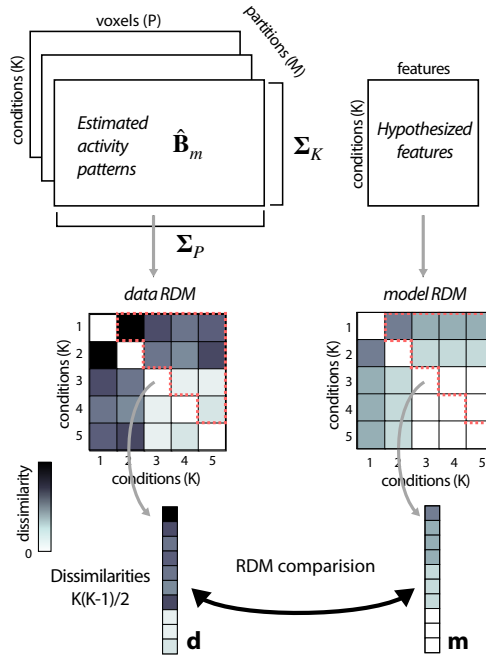 voxels (P)
partitions (M)
conditions (K)
Estimated
activity
patterns
B̂m
ΣK
ΣP
features
conditions (K)
Hypothesized
features
data RDM
conditions (K)
1
2
3
4
5
1 2 3 4 5
conditions (K)
model RDM
conditions (K)
1
2
3
4
5
1 2 3 4 5
conditions (K)
dissimilarity
0
Dissimilarities
K(K-1)/2
RDM comparision
d
m